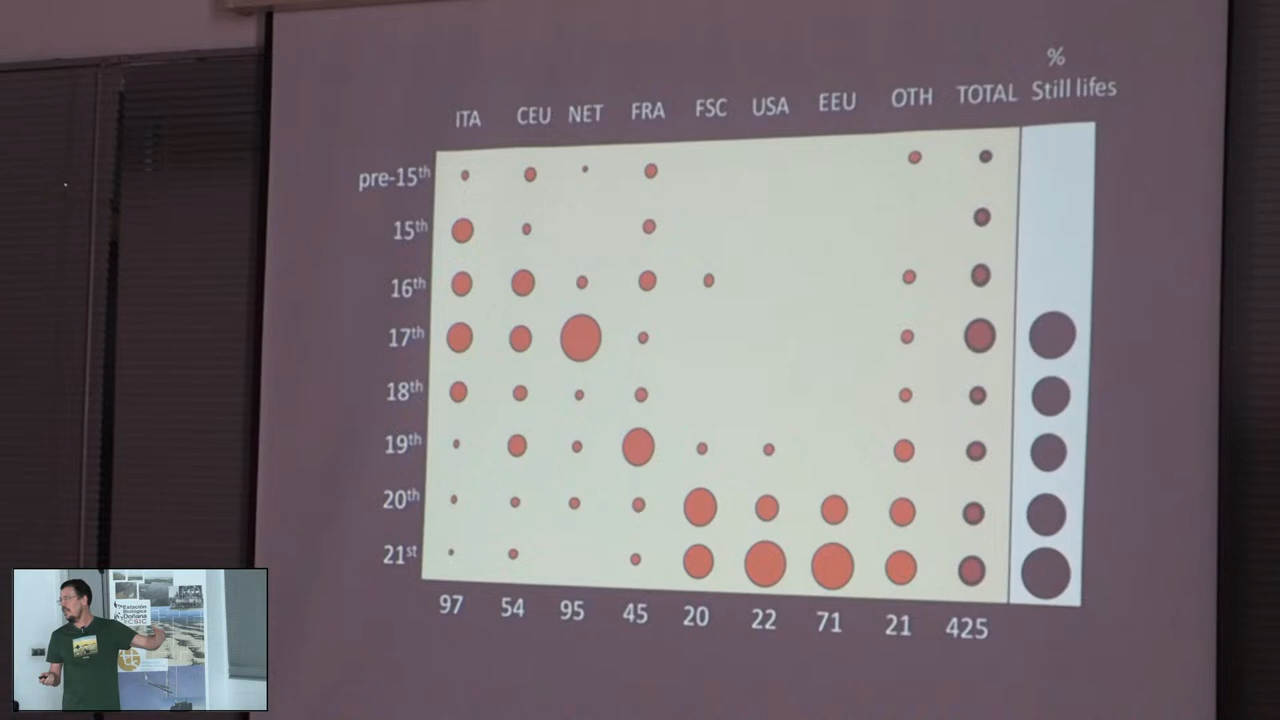 %
ITA CEU NET FRA FSC USA EEU OTH TOTAL Still lifes
pre-15th
15th
16th
17th
18th
19th
20th
21st
97 54 95 45 20 22 71 21 425
Estación
Biológica
Doñana
CSIC